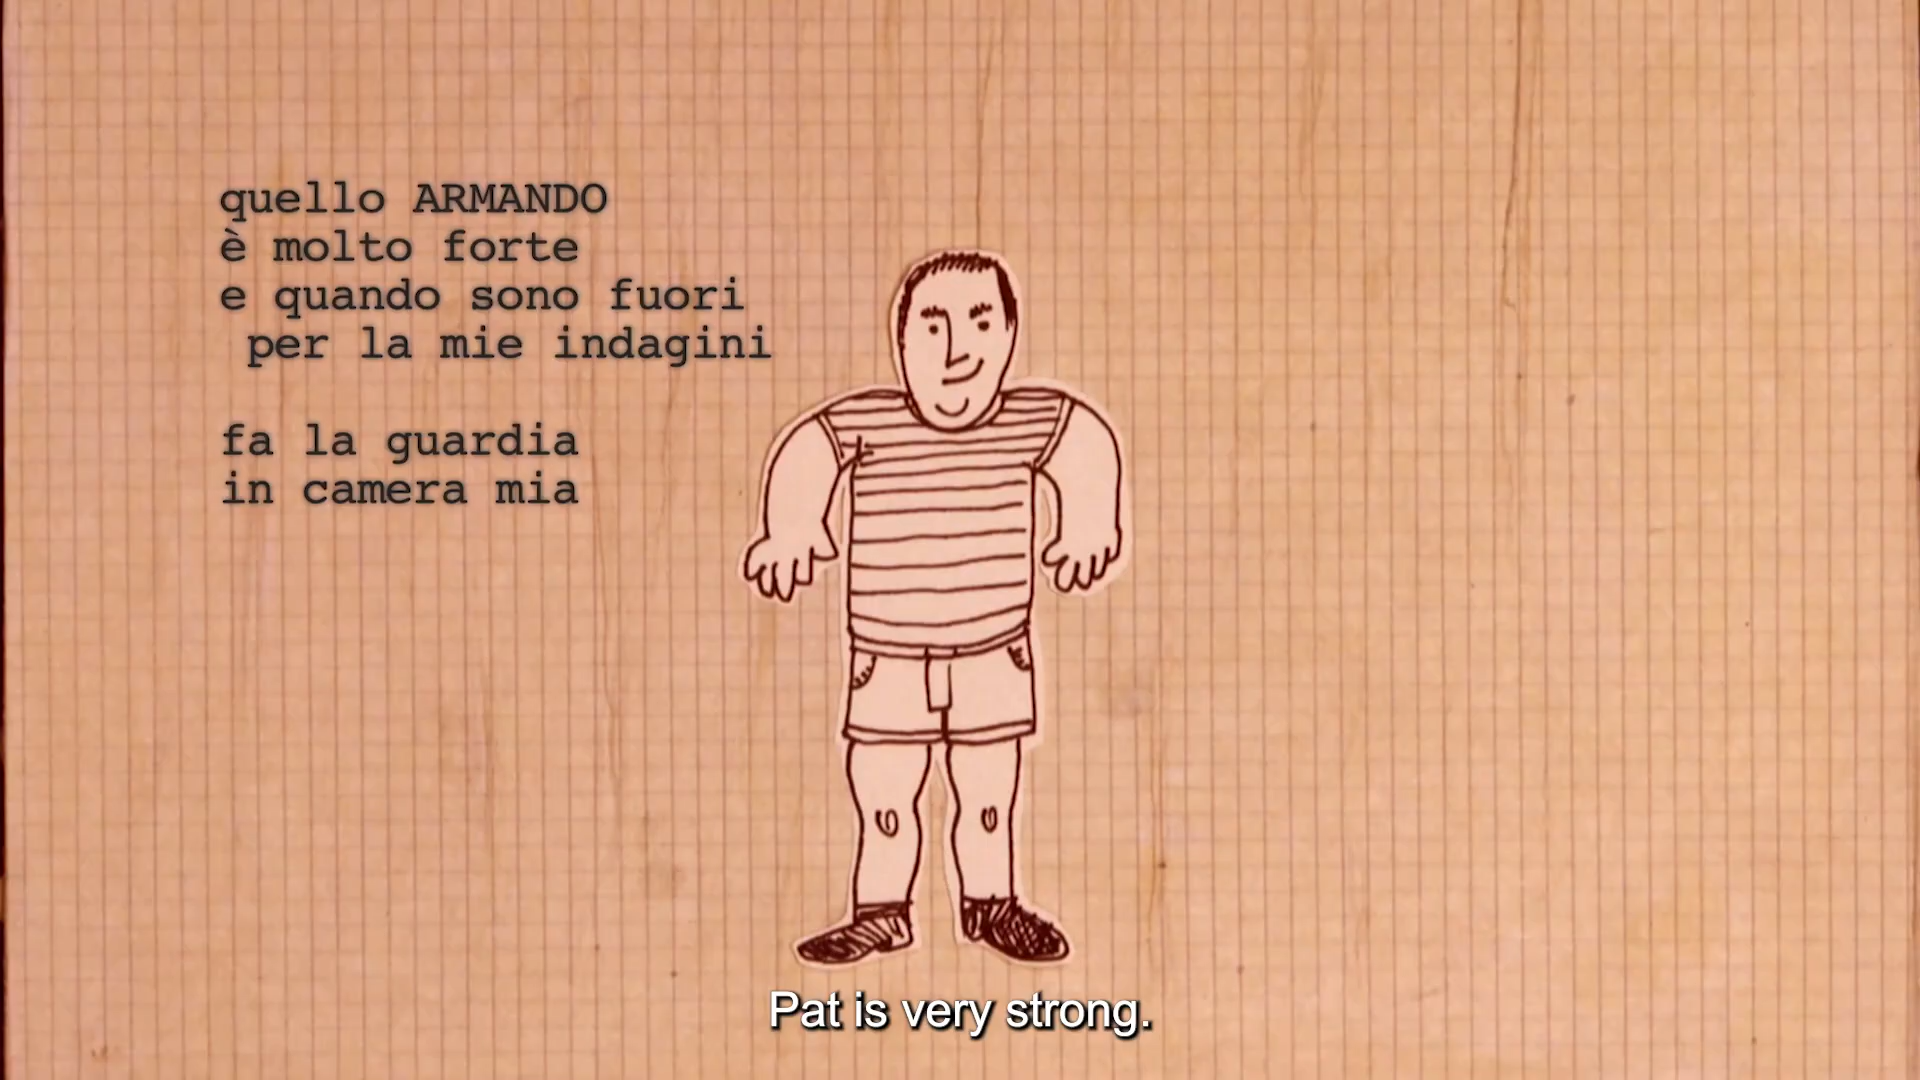 quello ARMANDO
è molto forte
e quando sono fuori
per la mie indagini
fa la guardia
in camera mia
Pat is very strong.